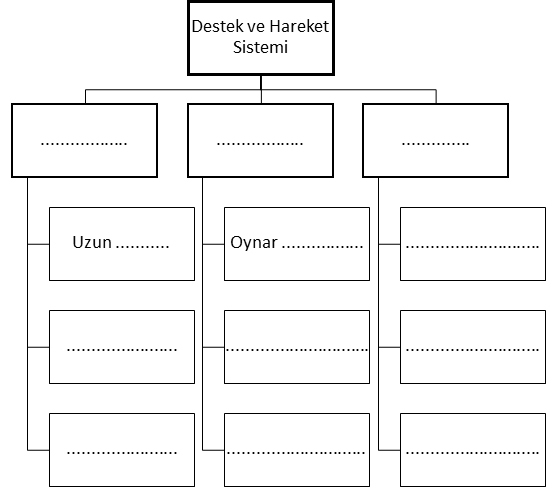 Destek ve Hareket
Sistemi
..................
..................
..............
Uzun ...........
Oynar .................
............................
.......................
.............................
............................
.......................
.............................
............................